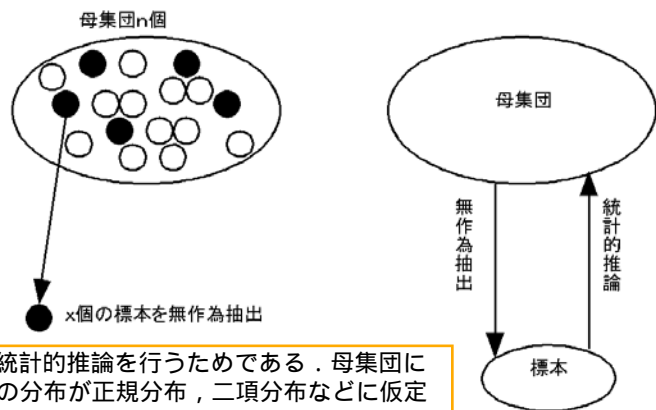 母集団n個
母集団
無作為抽出
統計的推論
x個の標本を無作為抽出
標本
統計的推論を行うためである．母集団に
の分布が正規分布，二項分布などに仮定